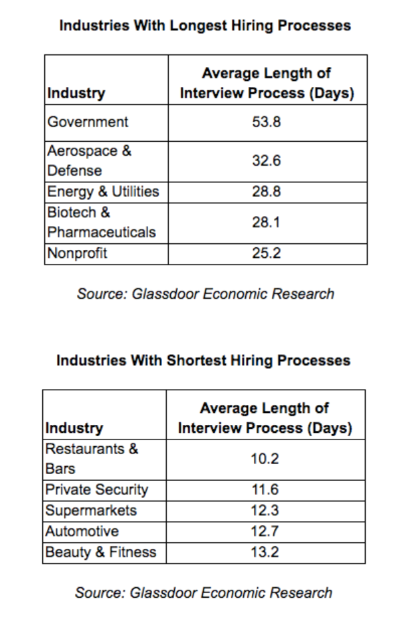 Industries With Longest Hiring Processes
Average Length of
Industry Interview Process (Days)
Government 53.8
Aerospace &
Defense 32.6
Energy & Utilities 28.8
Biotech &
Pharmaceuticals 28.1
Nonprofit 25.2
Source: Glassdoor Economic Research
Industries With Shortest Hiring Processes
Average Length of
Industry Interview Process (Days)
Restaurants &
Bars 10.2
Private Security 11.6
Supermarkets 12.3
Automotive 12.7
Beauty & Fitness 13.2
Source: Glassdoor Economic Research